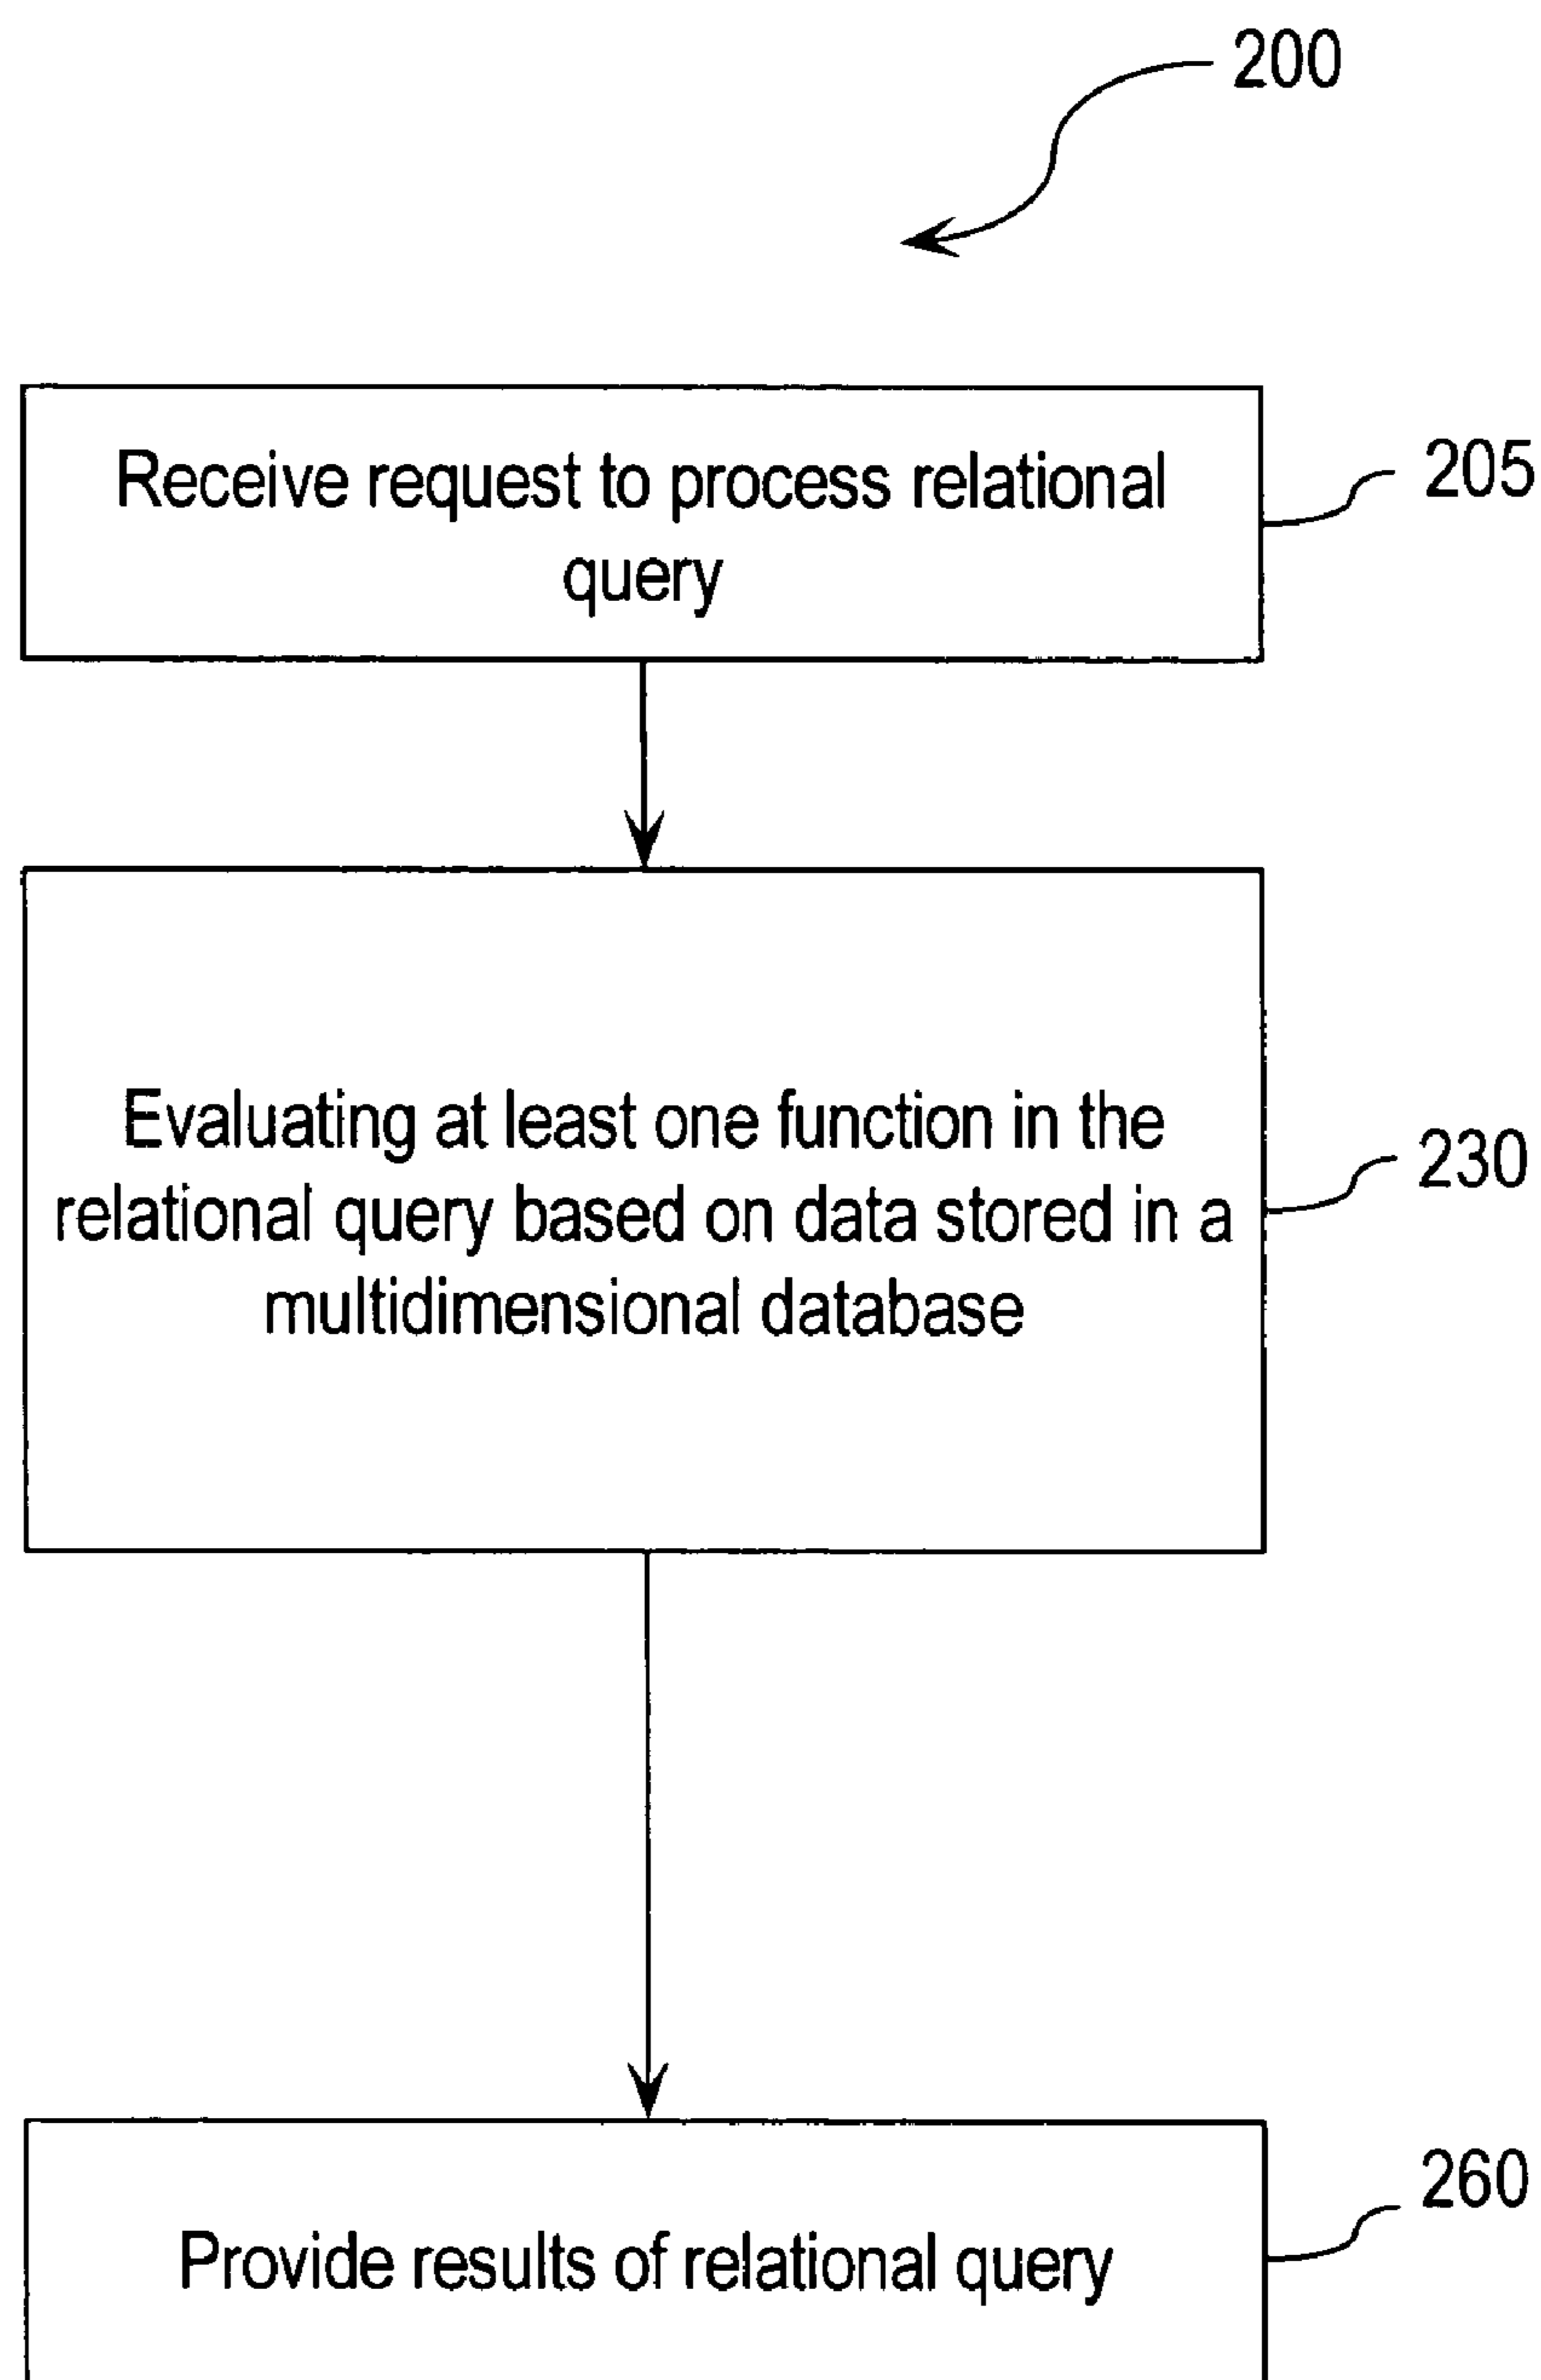 200
Receive request to process relational
query
205
Evaluating at least one function in the
relational query based on data stored in a
multidimensional database
230
Provide results of relational query
260